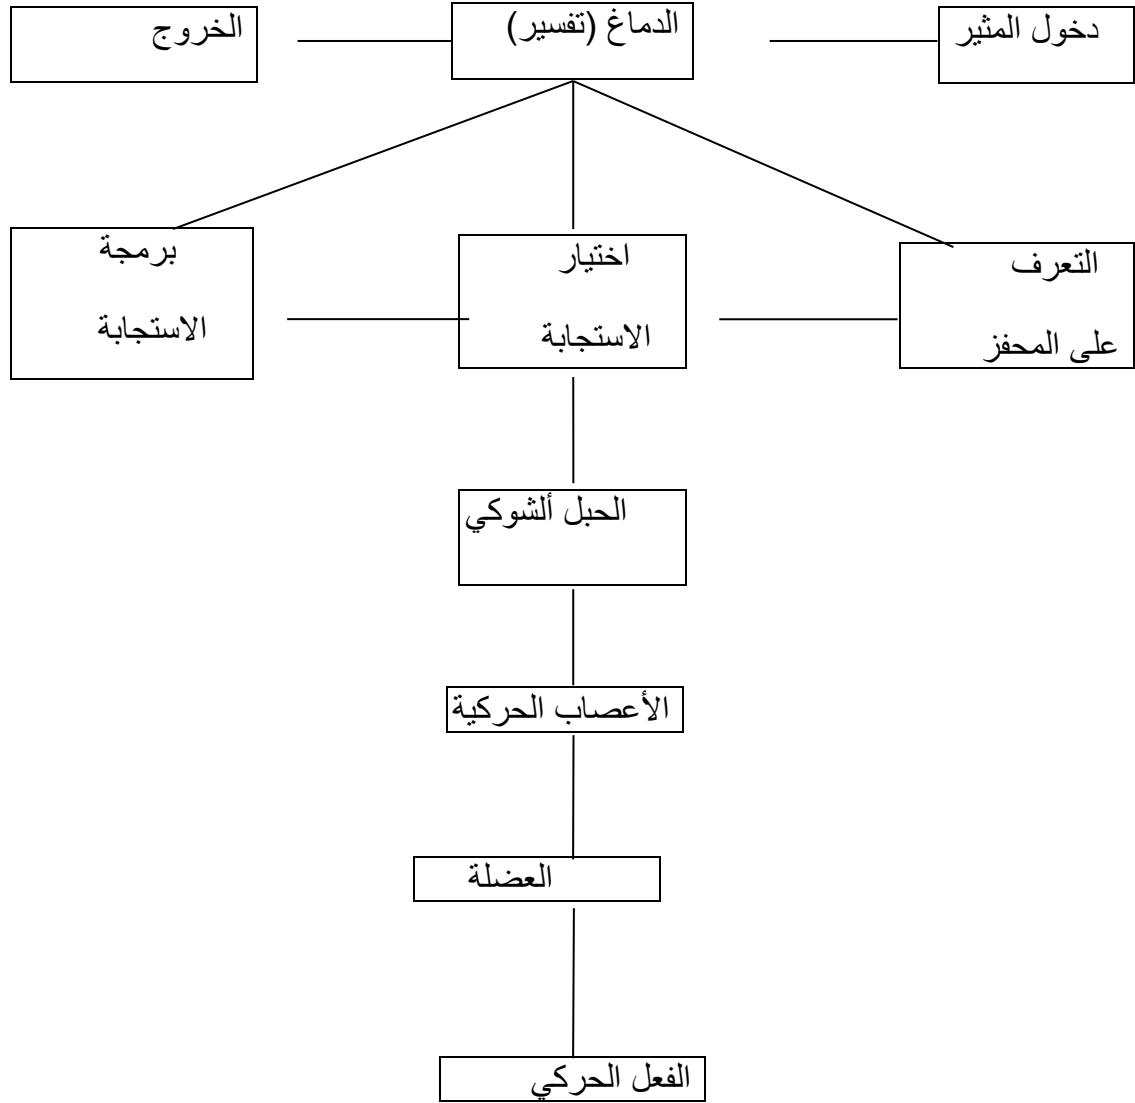 دخول المثير
الدماغ (تفسير)
الخروج
التعرف
على المحفز
اختيار
الاستجابة
برمجة
الاستجابة
الحبل ألشوكي
الأعصاب الحركية
العضلة
الفعل الحركي